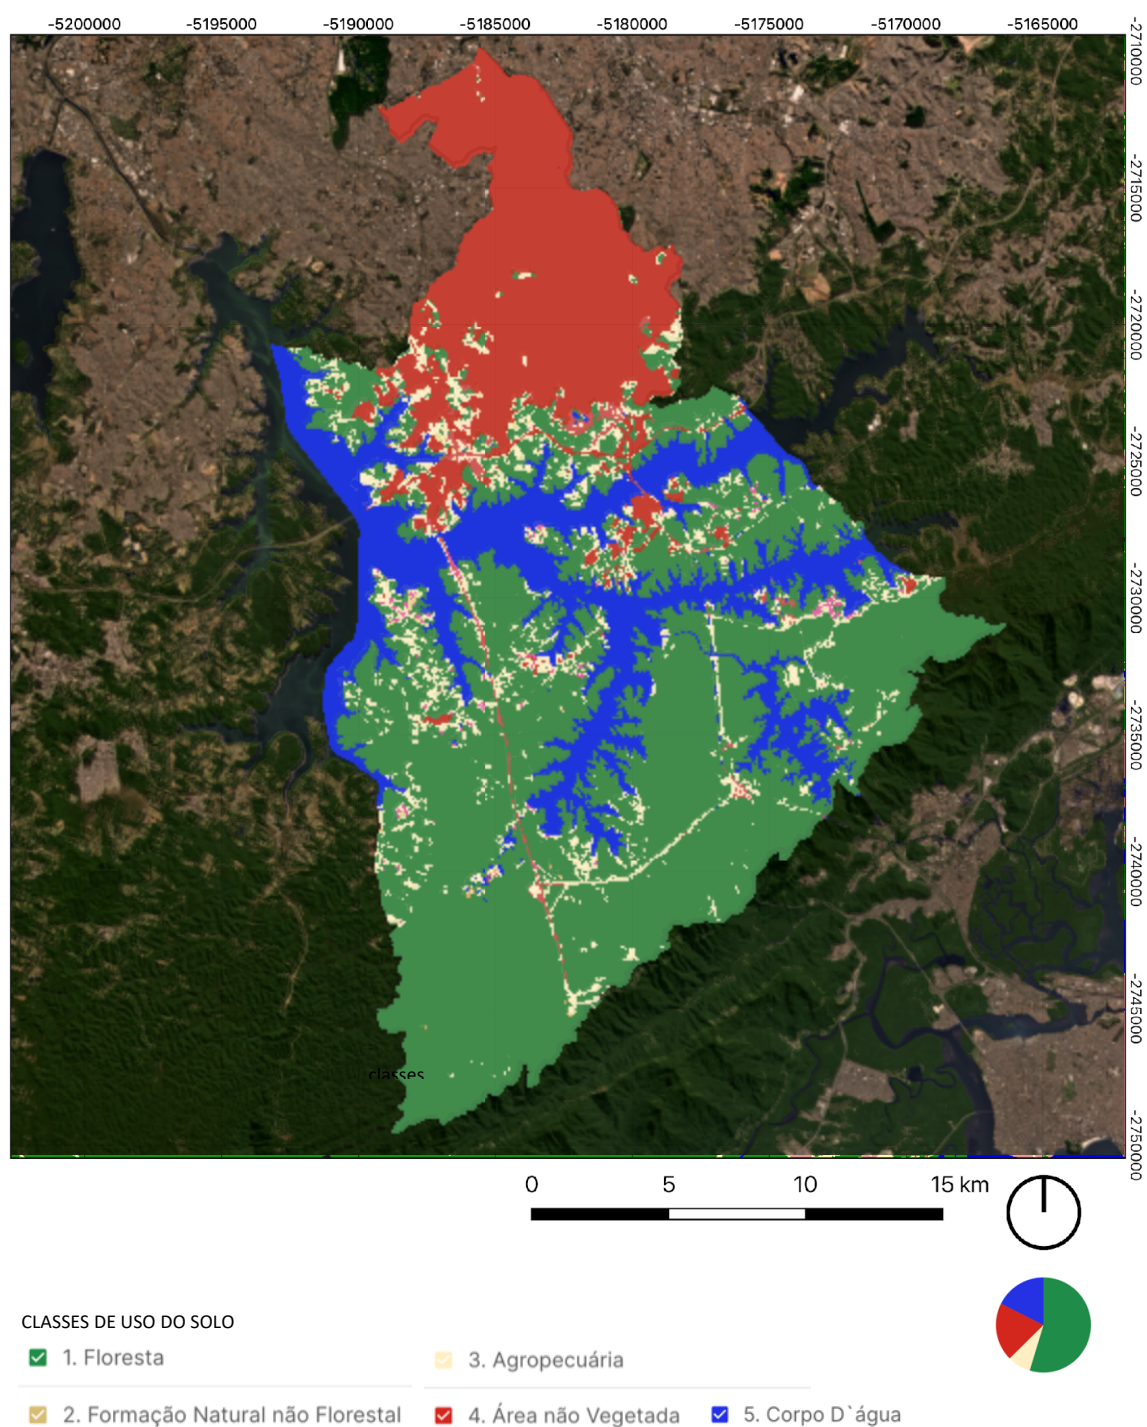 -5200000 -5195000 -5190000 -5185000 -5180000 -5175000 -5170000 -5165000
-2710000
-2715000
-2720000
-2725000
-2730000
-2735000
-2740000
-2745000
-2750000
classes
0 5 10 15 km
CLASSES DE USO DO SOLO
1. Floresta
3. Agropecuária
2. Formação Natural não Florestal
4. Área não Vegetada
5. Corpo D`água